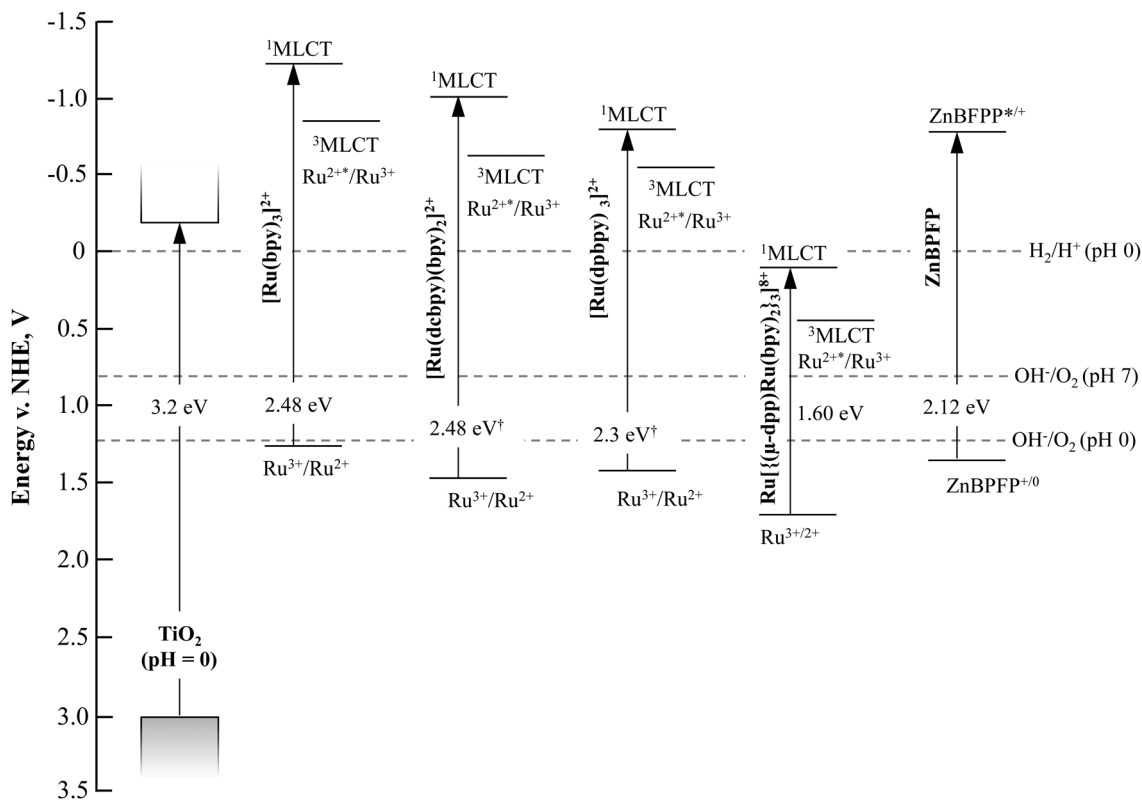 Energy v. NHE, V
-1.5
-1.0
-0.5
0
0.5
1.0
1.5
2.0
2.5
3.0
3.5
3.2 eV
TiO₂
(pH = 0)
¹MLCT
³MLCT
Ru²⁺*/Ru³⁺
[Ru(bpy)₃]²⁺
2.48 eV
Ru³⁺/Ru²⁺
¹MLCT
³MLCT
Ru²⁺*/Ru³⁺
[Ru(dcbpy)(bpy)₂]²⁺
2.48 eV†
Ru³⁺/Ru²⁺
¹MLCT
³MLCT
Ru²⁺*/Ru³⁺
[Ru(dpbpy) ₃]²⁺
2.3 eV†
Ru³⁺/Ru²⁺
¹MLCT
³MLCT
Ru²⁺*/Ru³⁺
Ru[{(μ-dpp)Ru(bpy)₂}₃]⁸⁺
1.60 eV
Ru³⁺/²⁺
ZnBFPP*/⁺
ZnBPFP
2.12 eV
ZnBPFP⁺/⁰
H₂/H⁺ (pH 0)
OH⁻/O₂ (pH 7)
OH⁻/O₂ (pH 0)